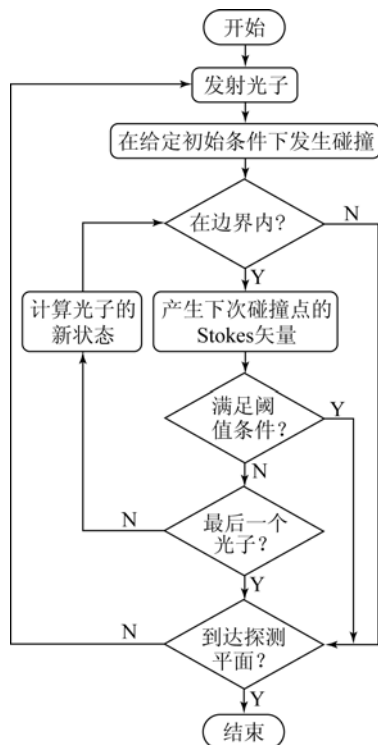 开始
发射光子
在给定初始条件下发生碰撞
在边界内?
N
Y
计算光子的
新状态
产生下次碰撞点的
Stokes矢量
满足阈
值条件?
Y
N
最后一个
光子?
N
Y
到达探测
平面?
N
Y
结束